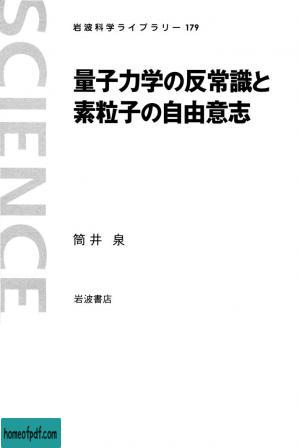 SCIENCE
岩波科学ライブラリー 179
量子力学の反常識と
素粒子の自由意志
筒井 泉
岩波書店
homeofpdf.com